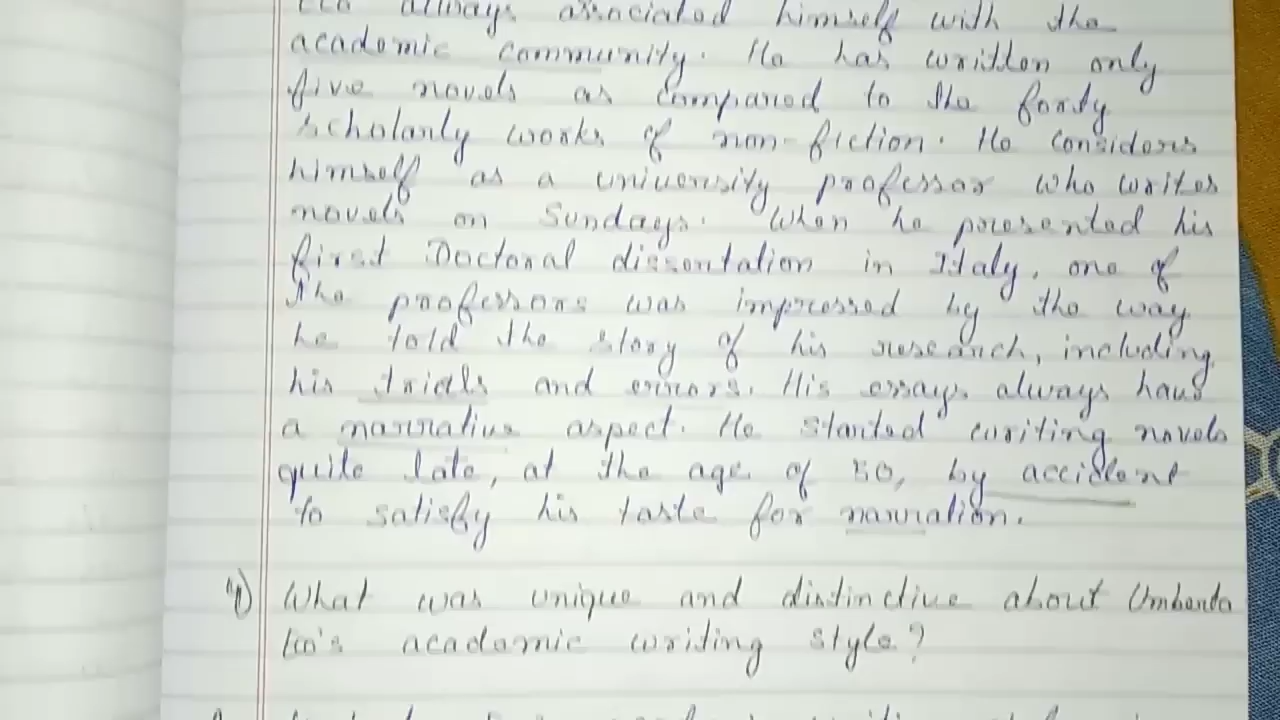 always associated himself with the
academic community. He has written only
five novels as compared to the forty
scholarly works of non-fiction. He considers
himself as a university professor who writes
novels on Sundays. When he presented his
first Doctoral dissertation in Italy, one of
the professors was impressed by the way
he told the story of his research, including
his trials and errors. His essays always have
a narrative aspect. He started writing novels
quite late, at the age of 50, by accident
to satisfy his taste for narration.
4) What was unique and distinctive about Umberto
Eco's academic writing style?